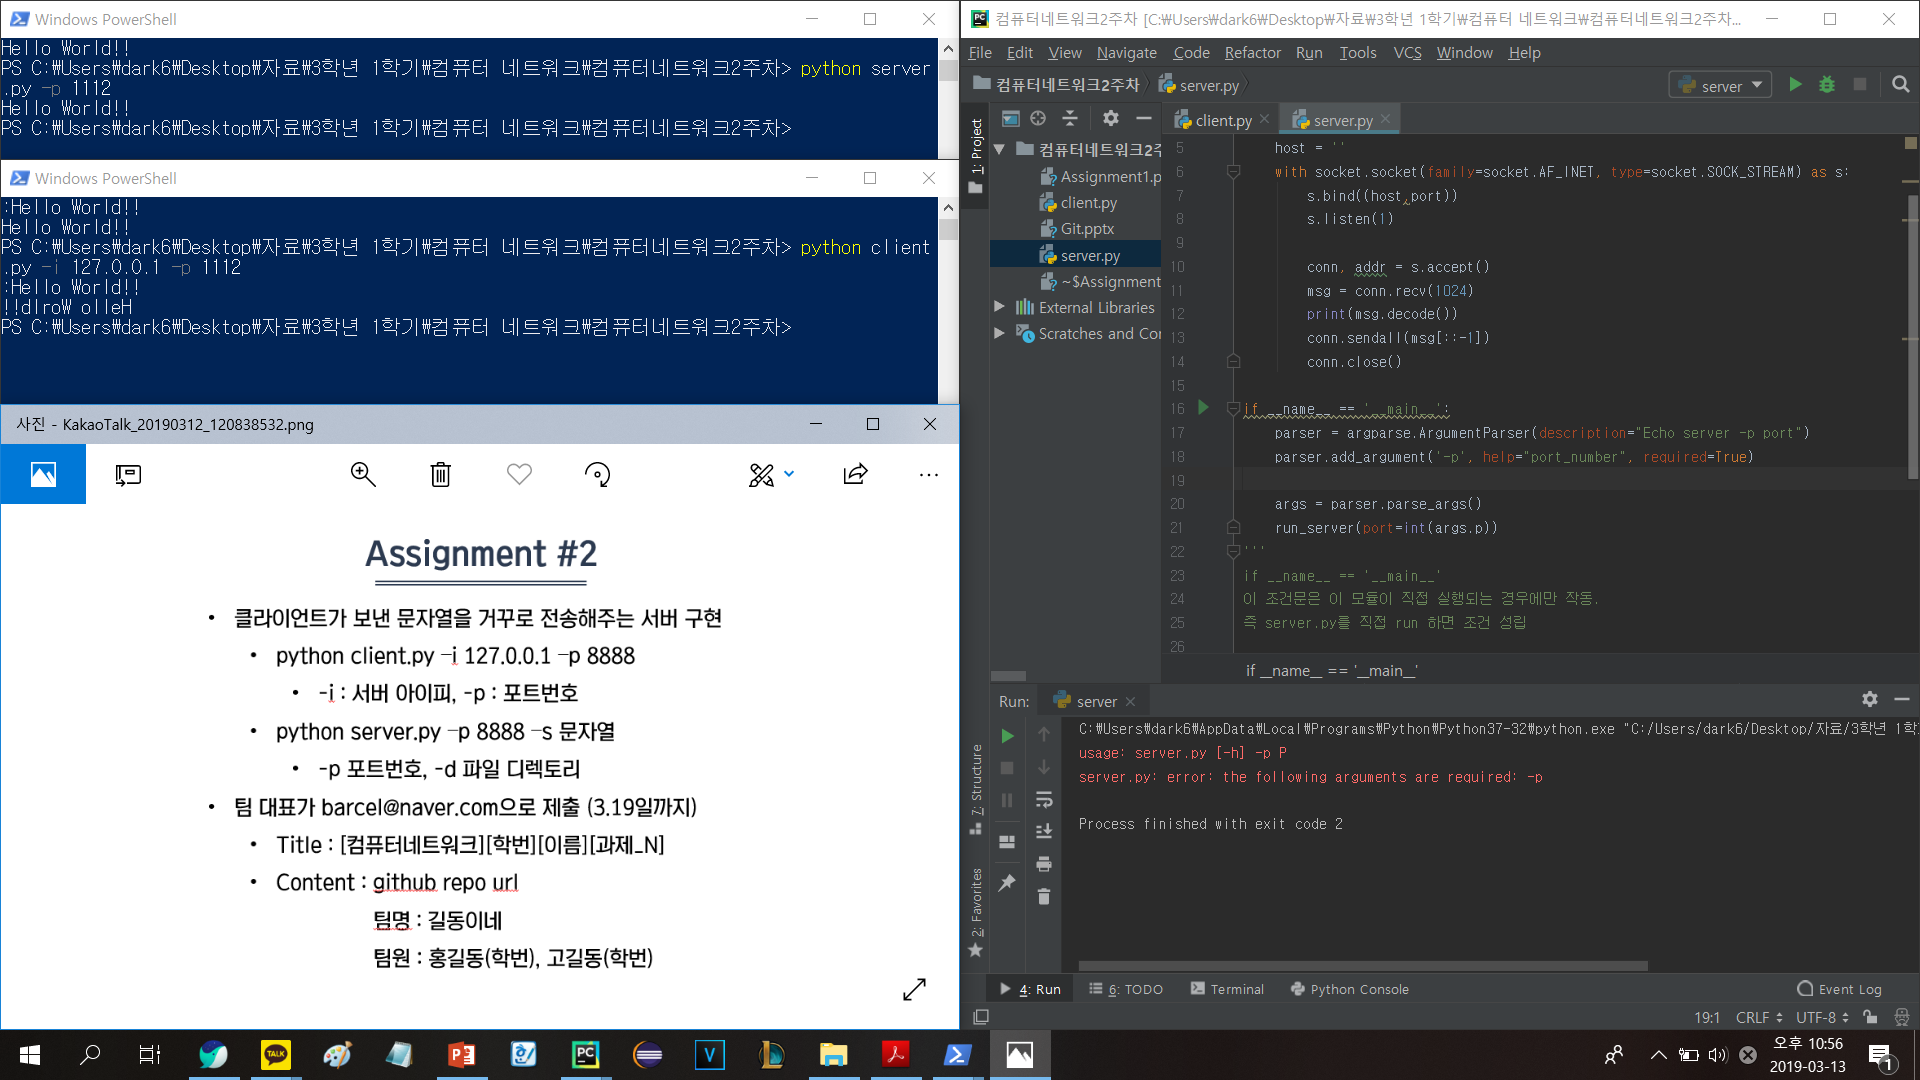 Windows PowerShell
Hello World!!
PS C:₩Users₩dark6₩Desktop₩자료₩3학년 1학기₩컴퓨터 네트워크₩컴퓨터네트워크2주차> python server
.py -p 1112
Hello World!!
PS C:₩Users₩dark6₩Desktop₩자료₩3학년 1학기₩컴퓨터 네트워크₩컴퓨터네트워크2주차>
Windows PowerShell
:Hello World!!
Hello World!!
PS C:₩Users₩dark6₩Desktop₩자료₩3학년 1학기₩컴퓨터 네트워크₩컴퓨터네트워크2주차> python client
.py -i 127.0.0.1 -p 1112
:Hello World!!
!!dlroW olleH
PS C:₩Users₩dark6₩Desktop₩자료₩3학년 1학기₩컴퓨터 네트워크₩컴퓨터네트워크2주차>
사진 - KakaoTalk_20190312_120838532.png
Assignment #2
• 클라이언트가 보낸 문자열을 거꾸로 전송해주는 서버 구현
• python client.py –i 127.0.0.1 –p 8888
• -i : 서버 아이피, -p : 포트번호
• python server.py –p 8888 –s 문자열
• -p 포트번호, -d 파일 디렉토리
• 팀 대표가 barcel@naver.com으로 제출 (3.19일까지)
• Title : [컴퓨터네트워크][학번][이름][과제_N]
• Content : github repo url
팀명 : 길동이네
팀원 : 홍길동(학번), 고길동(학번)
컴퓨터네트워크2주차 [C:₩Users₩dark6₩Desktop₩자료₩3학년 1학기₩컴퓨터 네트워크₩컴퓨터네트워크2주차...
File Edit View Navigate Code Refactor Run Tools VCS Window Help
컴퓨터네트워크2주차 server.py
server
1: Project
컴퓨터네트워크2주
Assignment1.p
client.py
Git.pptx
server.py
~$Assignment
External Libraries
Scratches and Cor
client.py server.py
5 host = ''
6 with socket.socket(family=socket.AF_INET, type=socket.SOCK_STREAM) as s:
7 s.bind((host,port))
8 s.listen(1)
9
10 conn, addr = s.accept()
11 msg = conn.recv(1024)
12 print(msg.decode())
13 conn.sendall(msg[::-1])
14 conn.close()
15
16 if __name__ == '__main__':
17 parser = argparse.ArgumentParser(description="Echo server -p port")
18 parser.add_argument('-p', help="port_number", required=True)
19
20 args = parser.parse_args()
21 run_server(port=int(args.p))
22 '''
23 if __name__ == '__main__'
24 이 조건문은 이 모듈이 직접 실행되는 경우에만 작동.
25 즉 server.py를 직접 run 하면 조건 성립
26
if __name__ == '__main__'
Run: server
7: Structure
2: Favorites
C:₩Users₩dark6₩AppData₩Local₩Programs₩Python₩Python37-32₩python.exe "C:/Users/dark6/Desktop/자료/3학년 1학
usage: server.py [-h] -p P
server.py: error: the following arguments are required: -p
Process finished with exit code 2
4: Run 6: TODO Terminal Python Console Event Log
19:1 CRLF UTF-8
TALK
PC
V
오후 10:56
2019-03-13
1